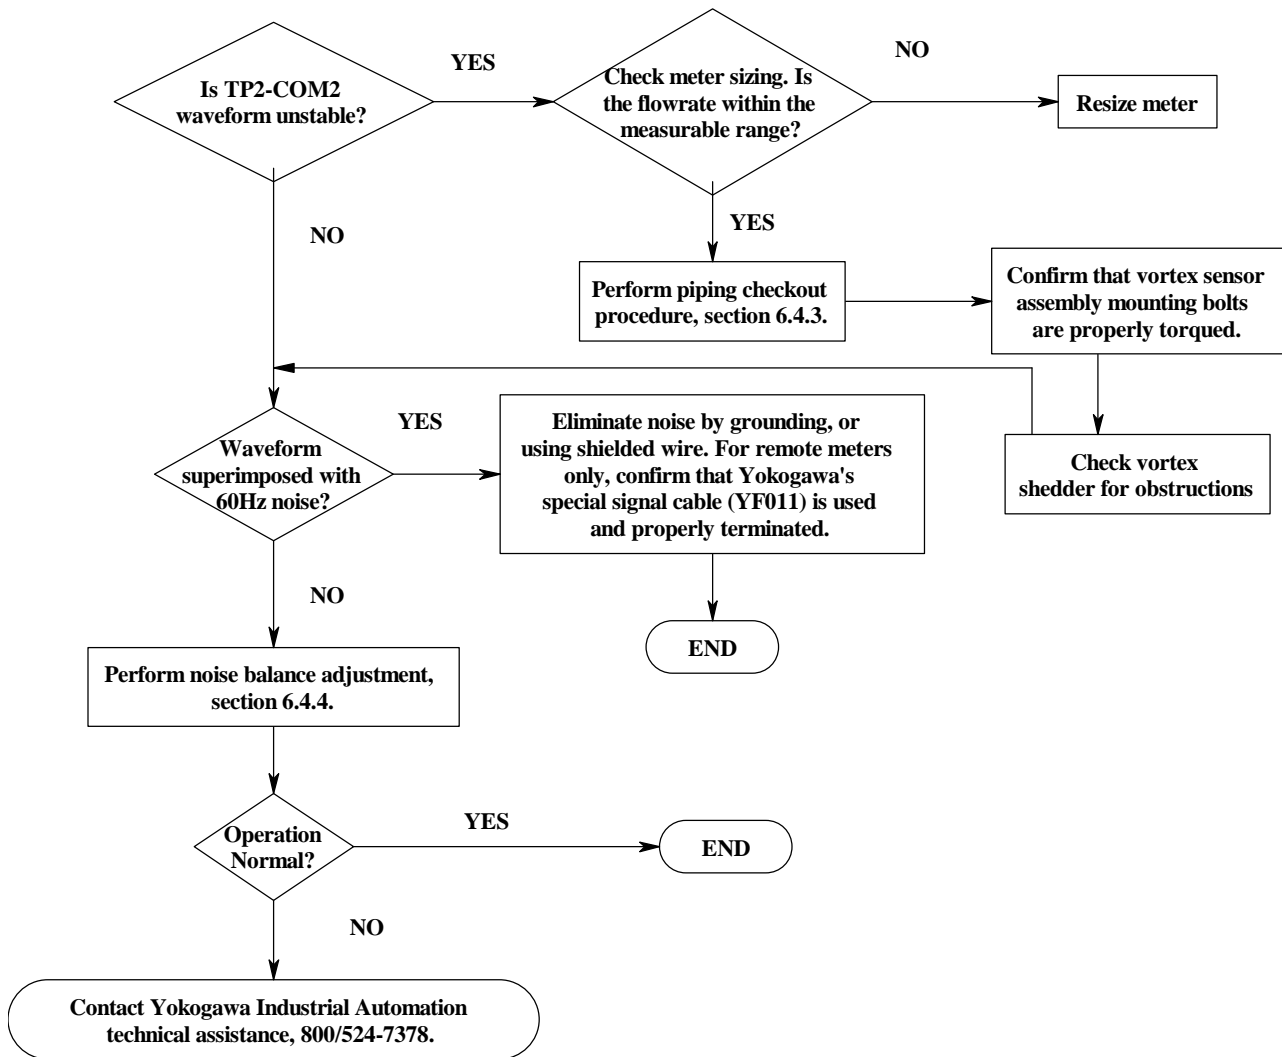 Is TP2-COM2
waveform unstable?
YES
Check meter sizing. Is
the flowrate within the
measurable range?
NO
Resize meter
NO
YES
Perform piping checkout
procedure, section 6.4.3.
Confirm that vortex sensor
assembly mounting bolts
are properly torqued.
Check vortex
shedder for obstructions
Waveform
superimposed with
60Hz noise?
YES
Eliminate noise by grounding, or
using shielded wire. For remote meters
only, confirm that Yokogawa's
special signal cable (YF011) is used
and properly terminated.
END
NO
Perform noise balance adjustment,
section 6.4.4.
Operation
Normal?
YES
END
NO
Contact Yokogawa Industrial Automation
technical assistance, 800/524-7378.